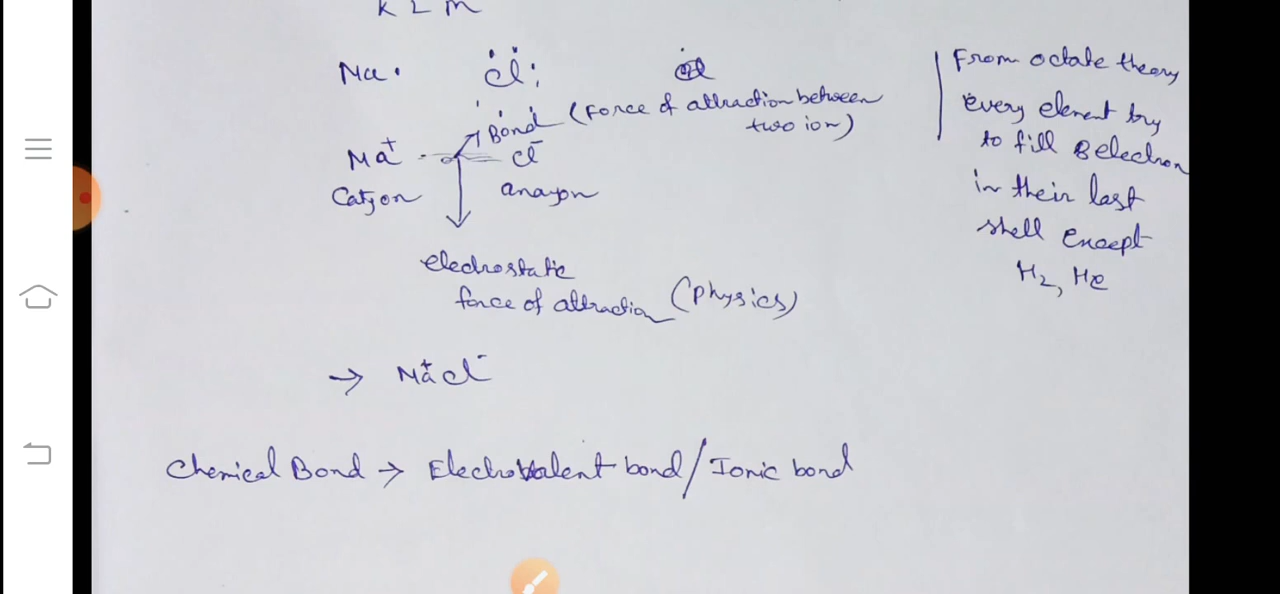 K L M
Na. Cl:
Bond (Force of attraction between
two ion)
Na+ Cl-
Catyon anayon
electrostatic
force of attraction (Physics)
→ Na+Cl-
Chemical Bond → Electrovalent bond/Ionic bond
From octate theory
every element try
to fill 8 electron
in their last
shell Except
H2, He